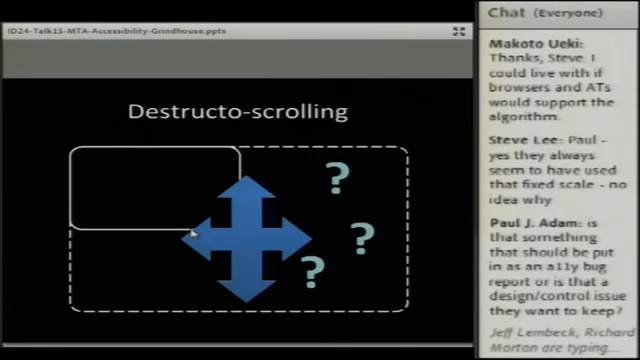 ID24-Talk15-MTA-Accessibility-Grindhouse.pptx
Destructo-scrolling
?
?
?
Chat (Everyone)
Makoto Ueki: Thanks, Steve. I
could live with if
browsers and ATs
would support the
algorithm.
Steve Lee: Paul -
yes they always
seem to have used
that fixed scale - no
idea why
Paul J. Adam: is
that something
that should be put
in as an a11y bug
report or is that a
design/control issue
they want to keep?
Jeff Lembeck, Richard
Morton are typing...